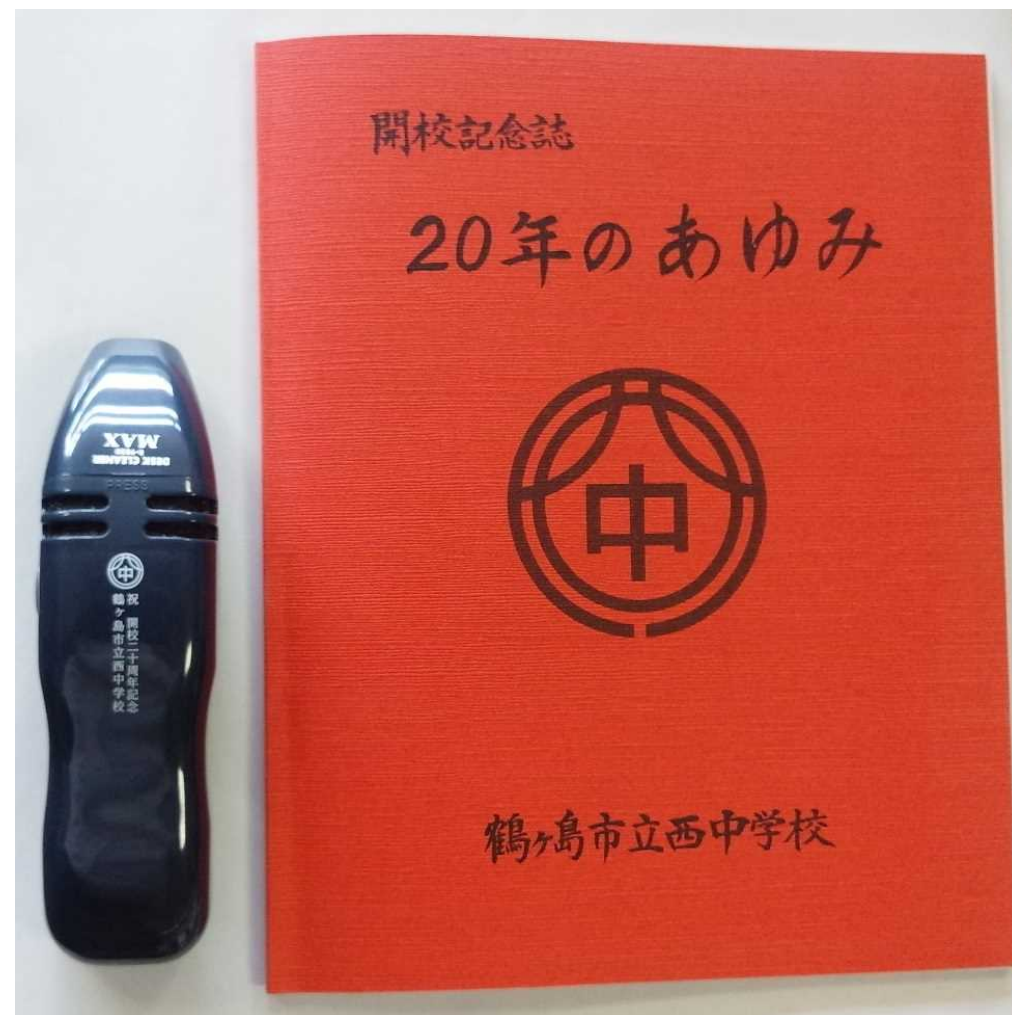 開校記念誌
20年のあゆみ
中
鶴ヶ島市立西中学校
DESK CLEANER
MAX
PRESS
中
祝 開校二十周年記念
鶴ヶ島市立西中学校